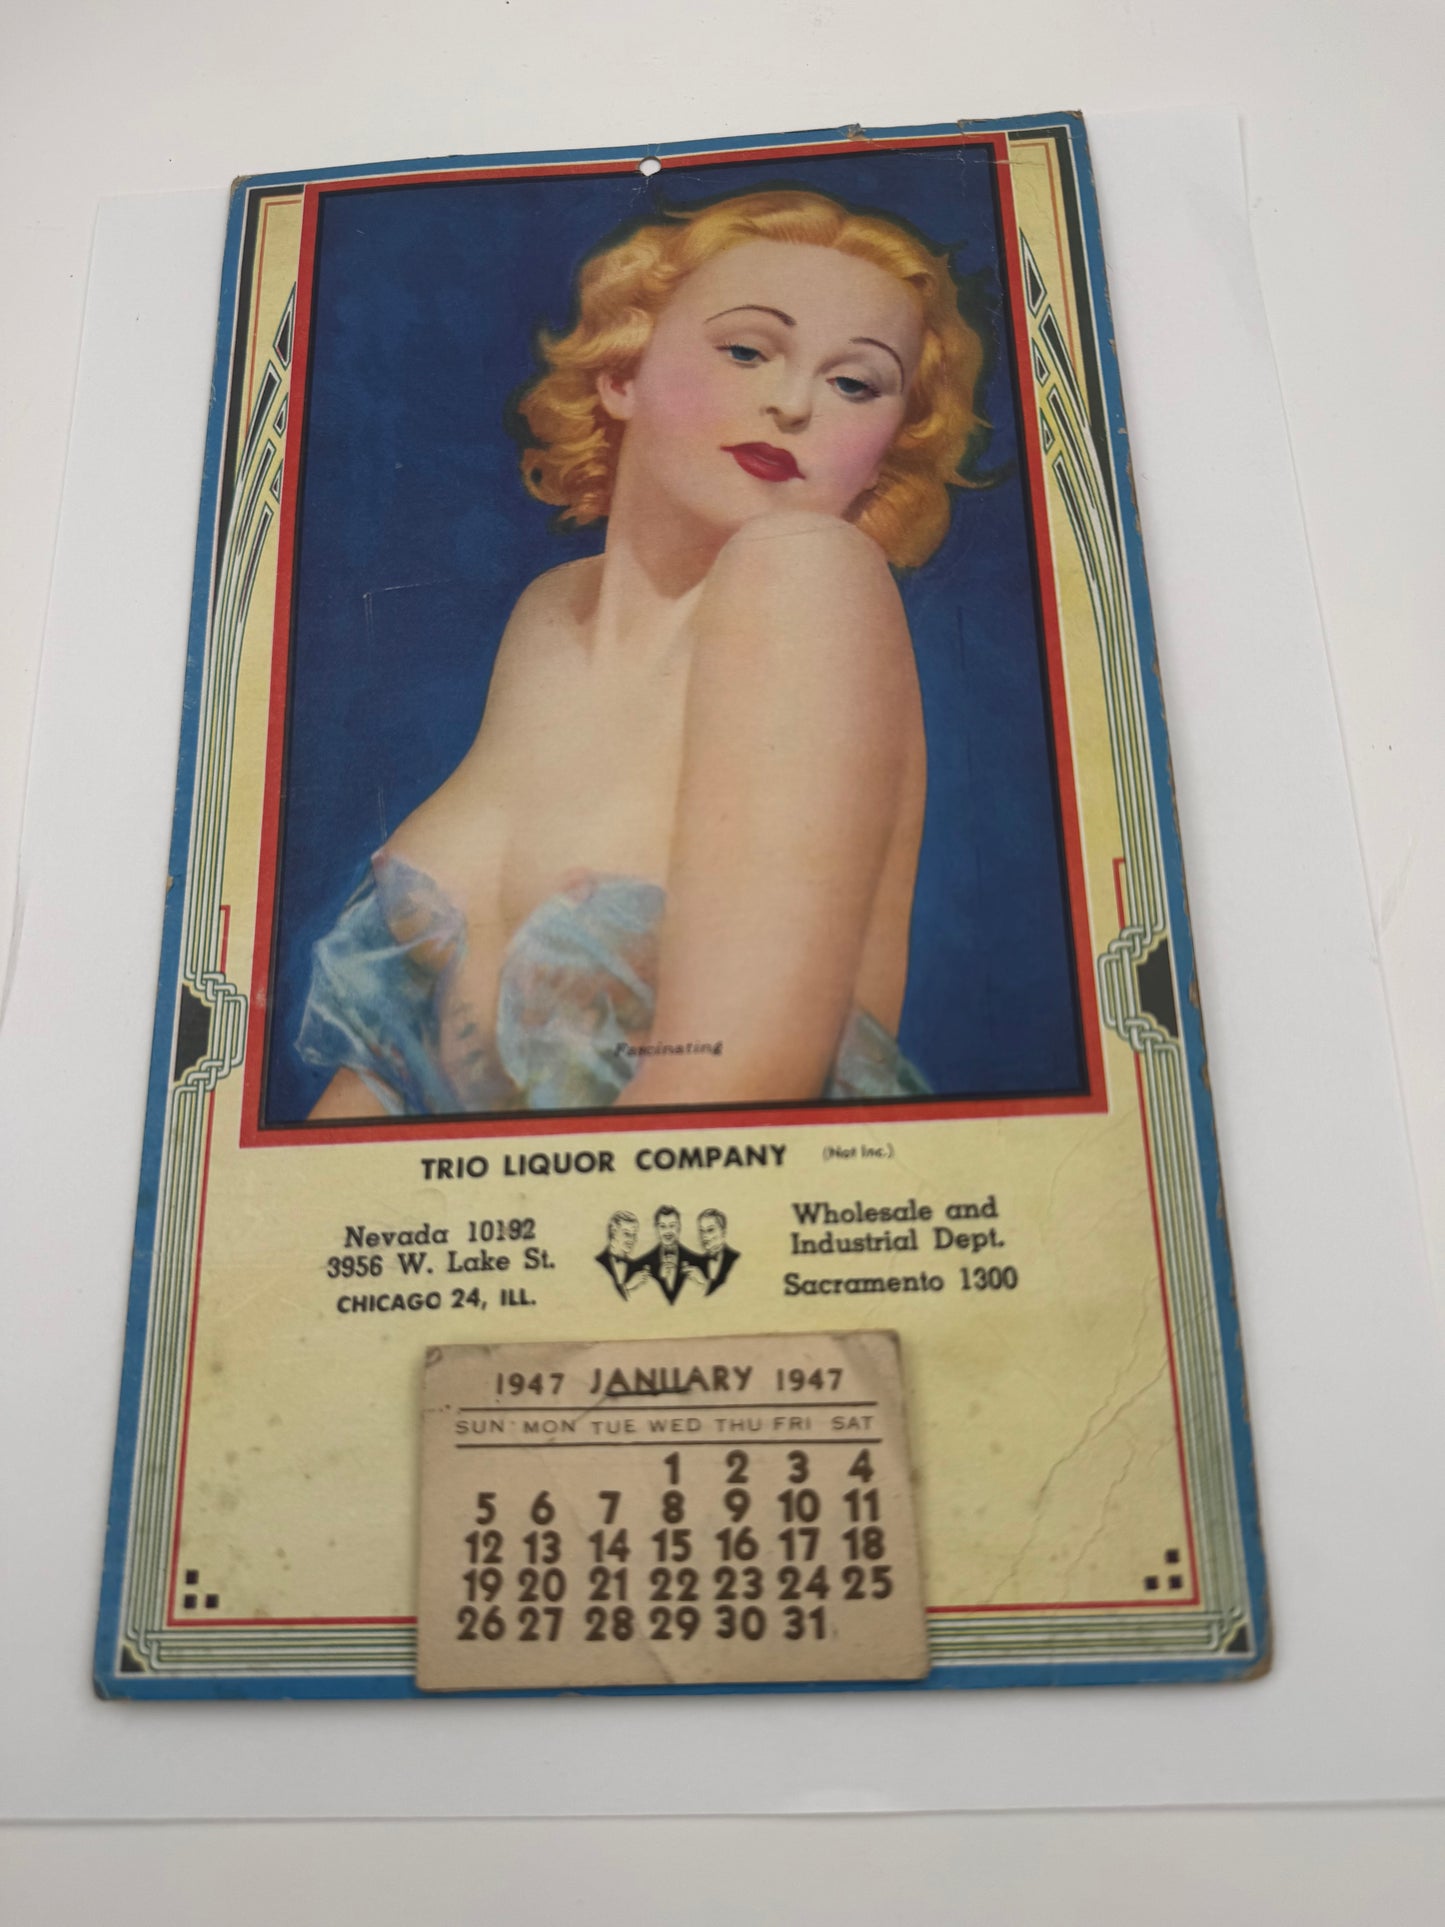 Fascinating
TRIO LIQUOR COMPANY (Not Inc.)
Nevada 10192
3956 W. Lake St.
CHICAGO 24, ILL.
Wholesale and
Industrial Dept.
Sacramento 1300
1947 JANUARY 1947
SUN MON TUE WED THU FRI SAT
1 2 3 4
5 6 7 8 9 10 11
12 13 14 15 16 17 18
19 20 21 22 23 24 25
26 27 28 29 30 31